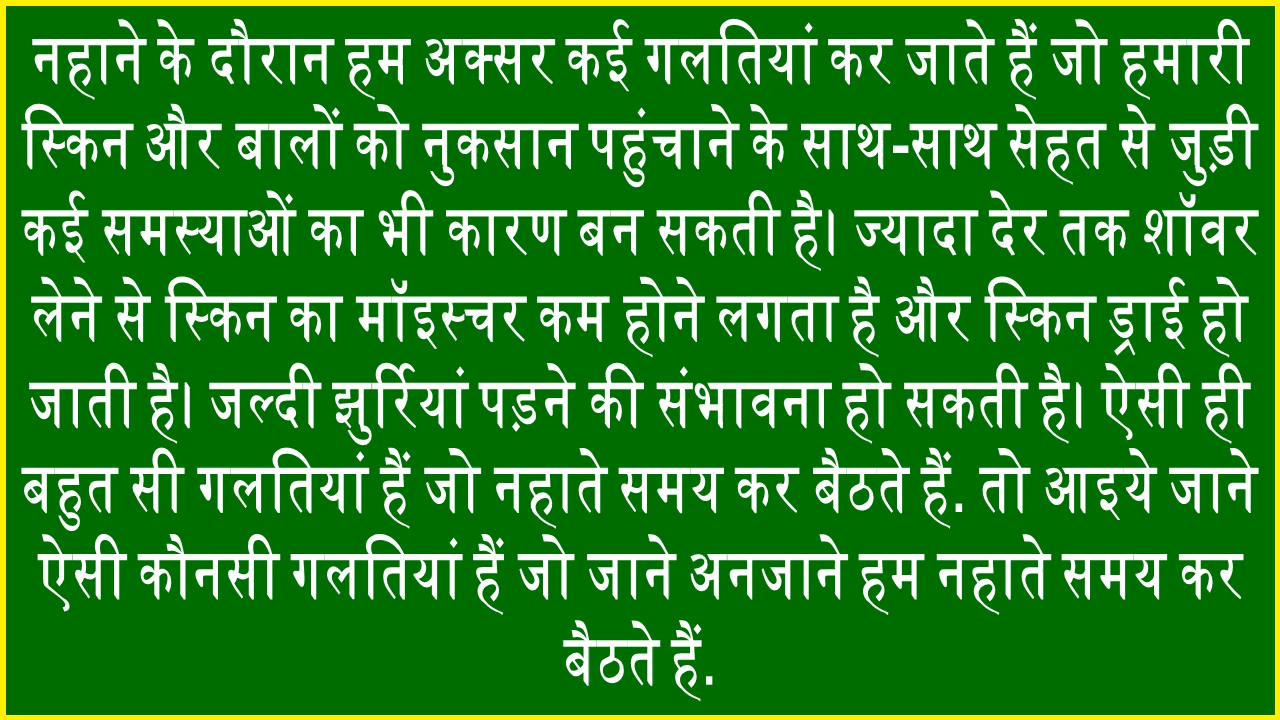 नहाने के दौरान हम अक्सर कई गलतियां कर जाते हैं जो हमारी
स्किन और बालों को नुकसान पहुंचाने के साथ-साथ सेहत से जुड़ी
कई समस्याओं का भी कारण बन सकती है। ज्यादा देर तक शॉवर
लेने से स्किन का मॉइस्चर कम होने लगता है और स्किन ड्राई हो
जाती है। जल्दी झुर्रियां पड़ने की संभावना हो सकती है। ऐसी ही
बहुत सी गलतियां हैं जो नहाते समय कर बैठते हैं. तो आइये जाने
ऐसी कौनसी गलतियां हैं जो जाने अनजाने हम नहाते समय कर
बैठते हैं.